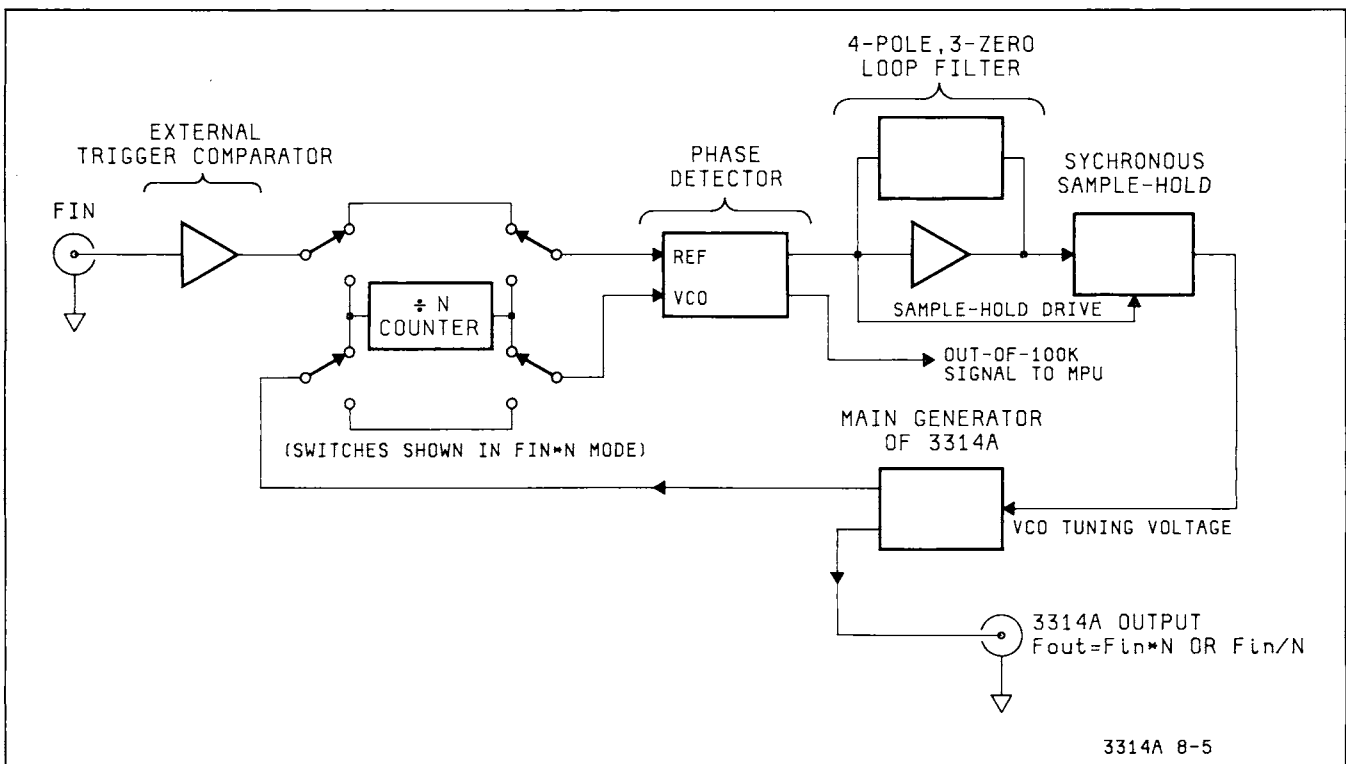 4-POLE,3-ZERO
LOOP FILTER
EXTERNAL
TRIGGER COMPARATOR
PHASE
DETECTOR
SYCHRONOUS
SAMPLE-HOLD
FIN
REF
VCO
÷ N
COUNTER
SAMPLE-HOLD DRIVE
OUT-OF-100K
SIGNAL TO MPU
MAIN GENERATOR
OF 3314A
(SWITCHES SHOWN IN FIN*N MODE)
VCO TUNING VOLTAGE
3314A OUTPUT
Fout=Fin*N OR Fin/N
3314A 8-5